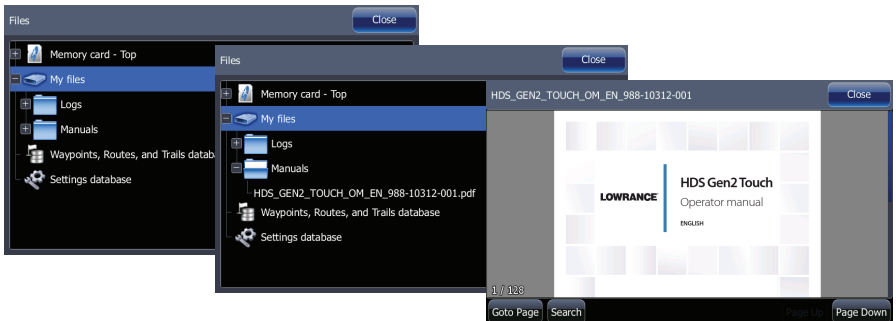 Files
Close
Memory card - Top
My files
Logs
Manuals
Waypoints, Routes, and Trails datab
Settings database
Files
Close
Memory card - Top
My files
Logs
Manuals
HDS_GEN2_TOUCH_OM_EN_988-10312-001.pdf
Waypoints, Routes, and Trails database
Settings database
HDS_GEN2_TOUCH_OM_EN_988-10312-001
Close
LOWRANCE
HDS Gen2 Touch
Operator manual
ENGLISH
1 / 128
Goto Page Search Page Up Page Down